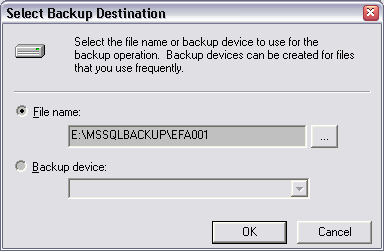 Select Backup Destination
Select the file name or backup device to use for the
backup operation. Backup devices can be created for files
that you use frequently.
File name:
E:\MSSQLBACKUP\EFA001
...
Backup device:
OK
Cancel